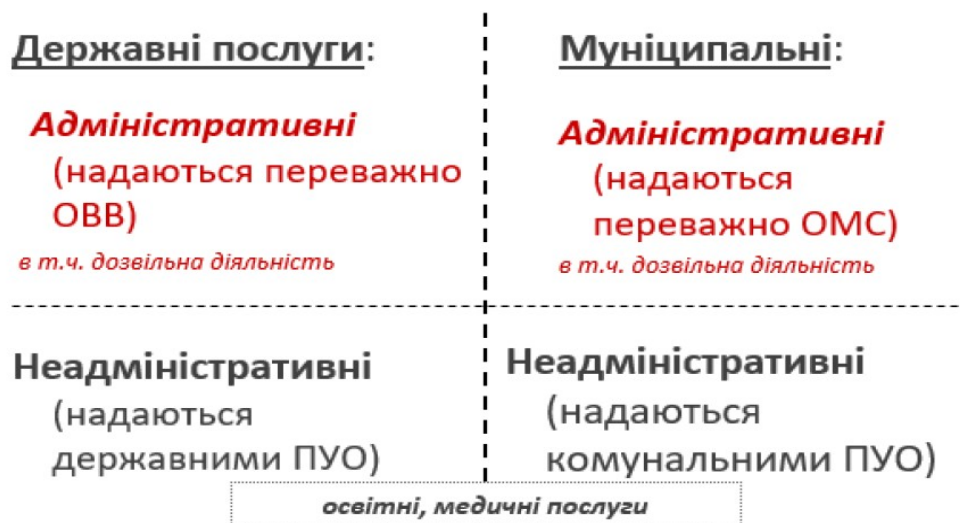 Державні послуги:
Адміністративні
(надаються переважно
ОВВ)
в т.ч. дозвільна діяльність
Муніципальні:
Адміністративні
(надаються
переважно ОМС)
в т.ч. дозвільна діяльність
Неадміністративні
(надаються
державними ПУО)
Неадміністративні
(надаються
комунальними ПУО)
освітні, медичні послуги